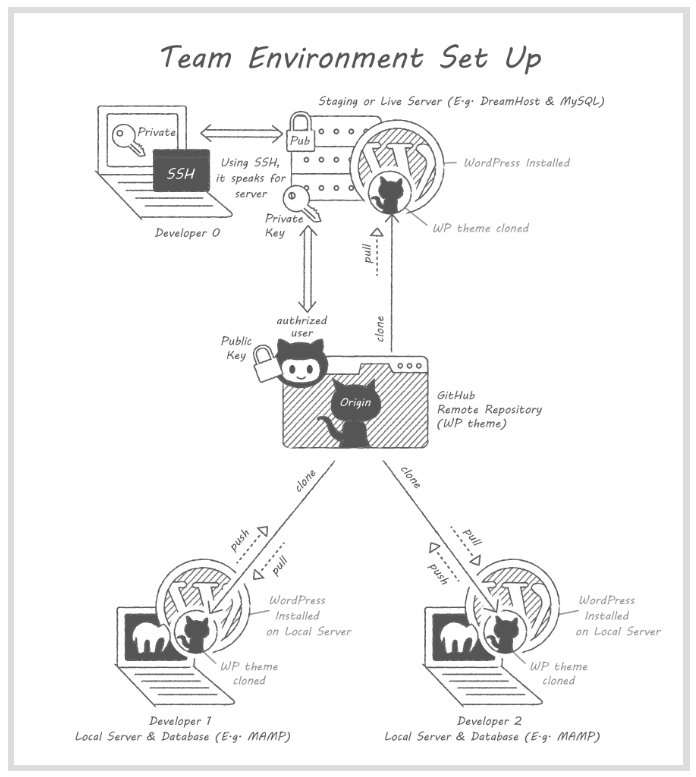 Team Environment Set Up
Staging or Live Server (E.g. DreamHost & MySQL)
Private
Pub
SSH
Using SSH,
it speaks for
server
WordPress Installed
Private
Key
WP theme cloned
Developer 0
pull
clone
authrized
user
Public
Key
Origin
GitHub
Remote Repository
(WP theme)
clone
clone
push
pull
pull
push
WordPress
Installed
on Local Server
WordPress
Installed
on Local Server
WP theme
cloned
WP theme
cloned
Developer 1
Local Server & Database (E.g. MAMP)
Developer 2
Local Server & Database (E.g. MAMP)